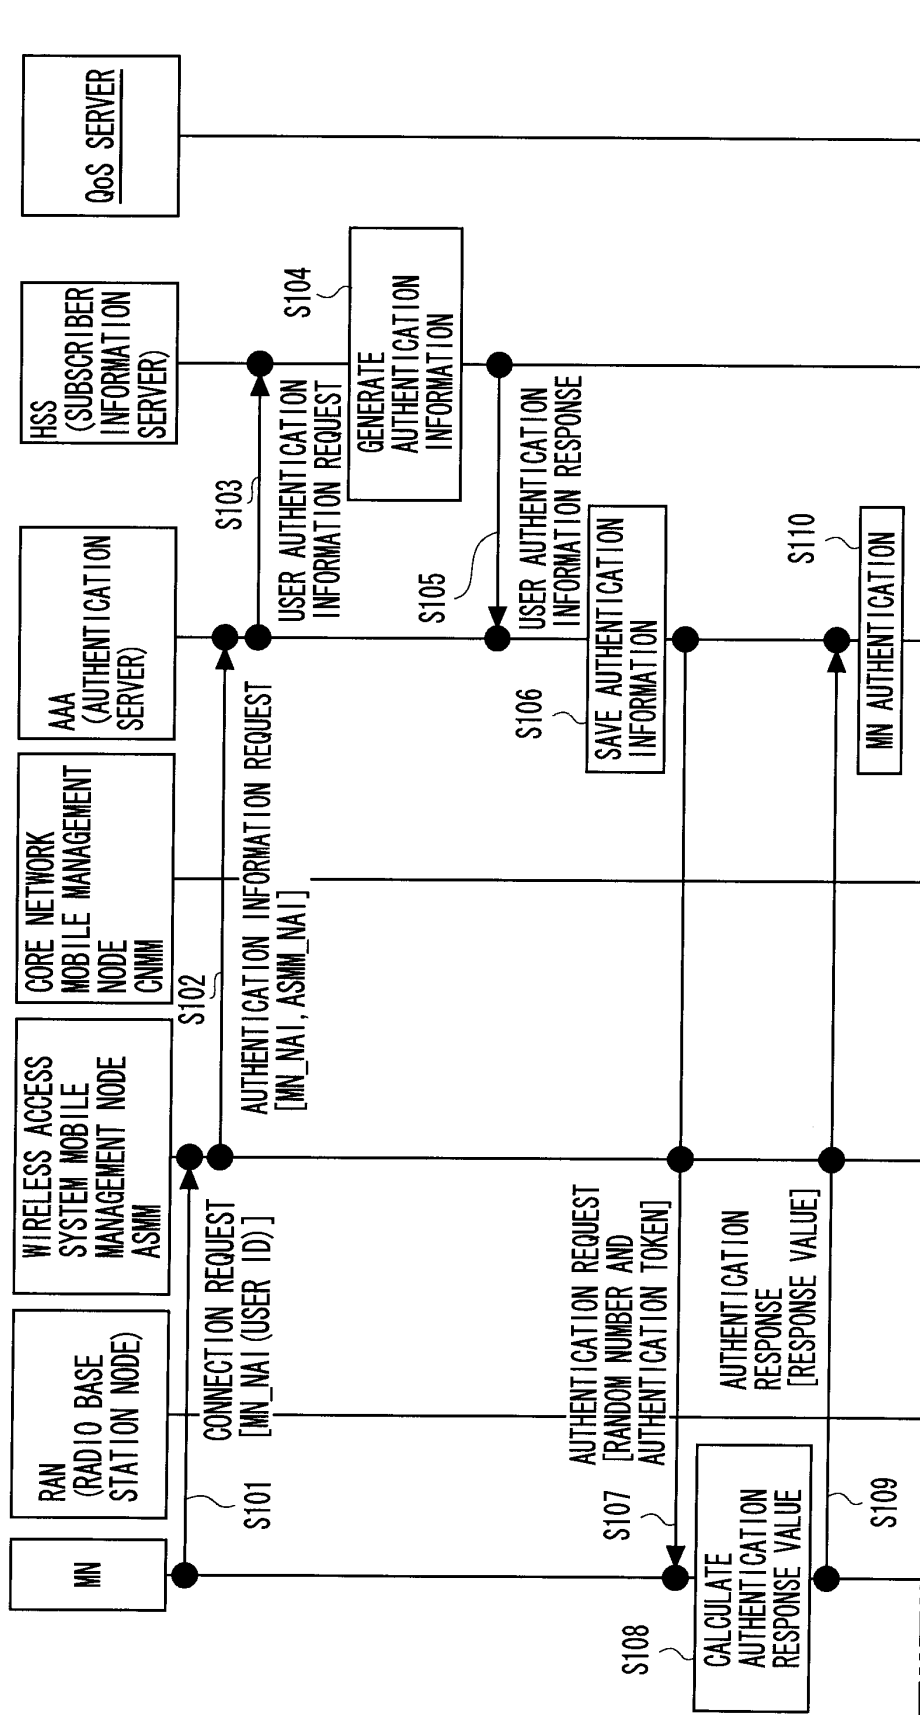 MN
RAN
(RADIO BASE
STATION NODE)
WIRELESS ACCESS
SYSTEM MOBILE
MANAGEMENT NODE
ASMM
CORE NETWORK
MOBILE MANAGEMENT
NODE
CNMM
AAA
(AUTHENTICATION
SERVER)
HSS
(SUBSCRIBER
INFORMATION
SERVER)
QoS SERVER
S101
CONNECTION REQUEST
[MN_NAI(USER ID)]
S102
AUTHENTICATION INFORMATION REQUEST
[MN_NAI, ASMM_NAI]
S103
USER AUTHENTICATION
INFORMATION REQUEST
S104
GENERATE
AUTHENTICATION
INFORMATION
S105
USER AUTHENTICATION
INFORMATION RESPONSE
S106
SAVE AUTHENTICATION
INFORMATION
S107
AUTHENTICATION REQUEST
[RANDOM NUMBER AND
AUTHENTICATION TOKEN]
S108
CALCULATE
AUTHENTICATION
RESPONSE VALUE
S109
AUTHENTICATION
RESPONSE
[RESPONSE VALUE]
S110
MN AUTHENTICATION